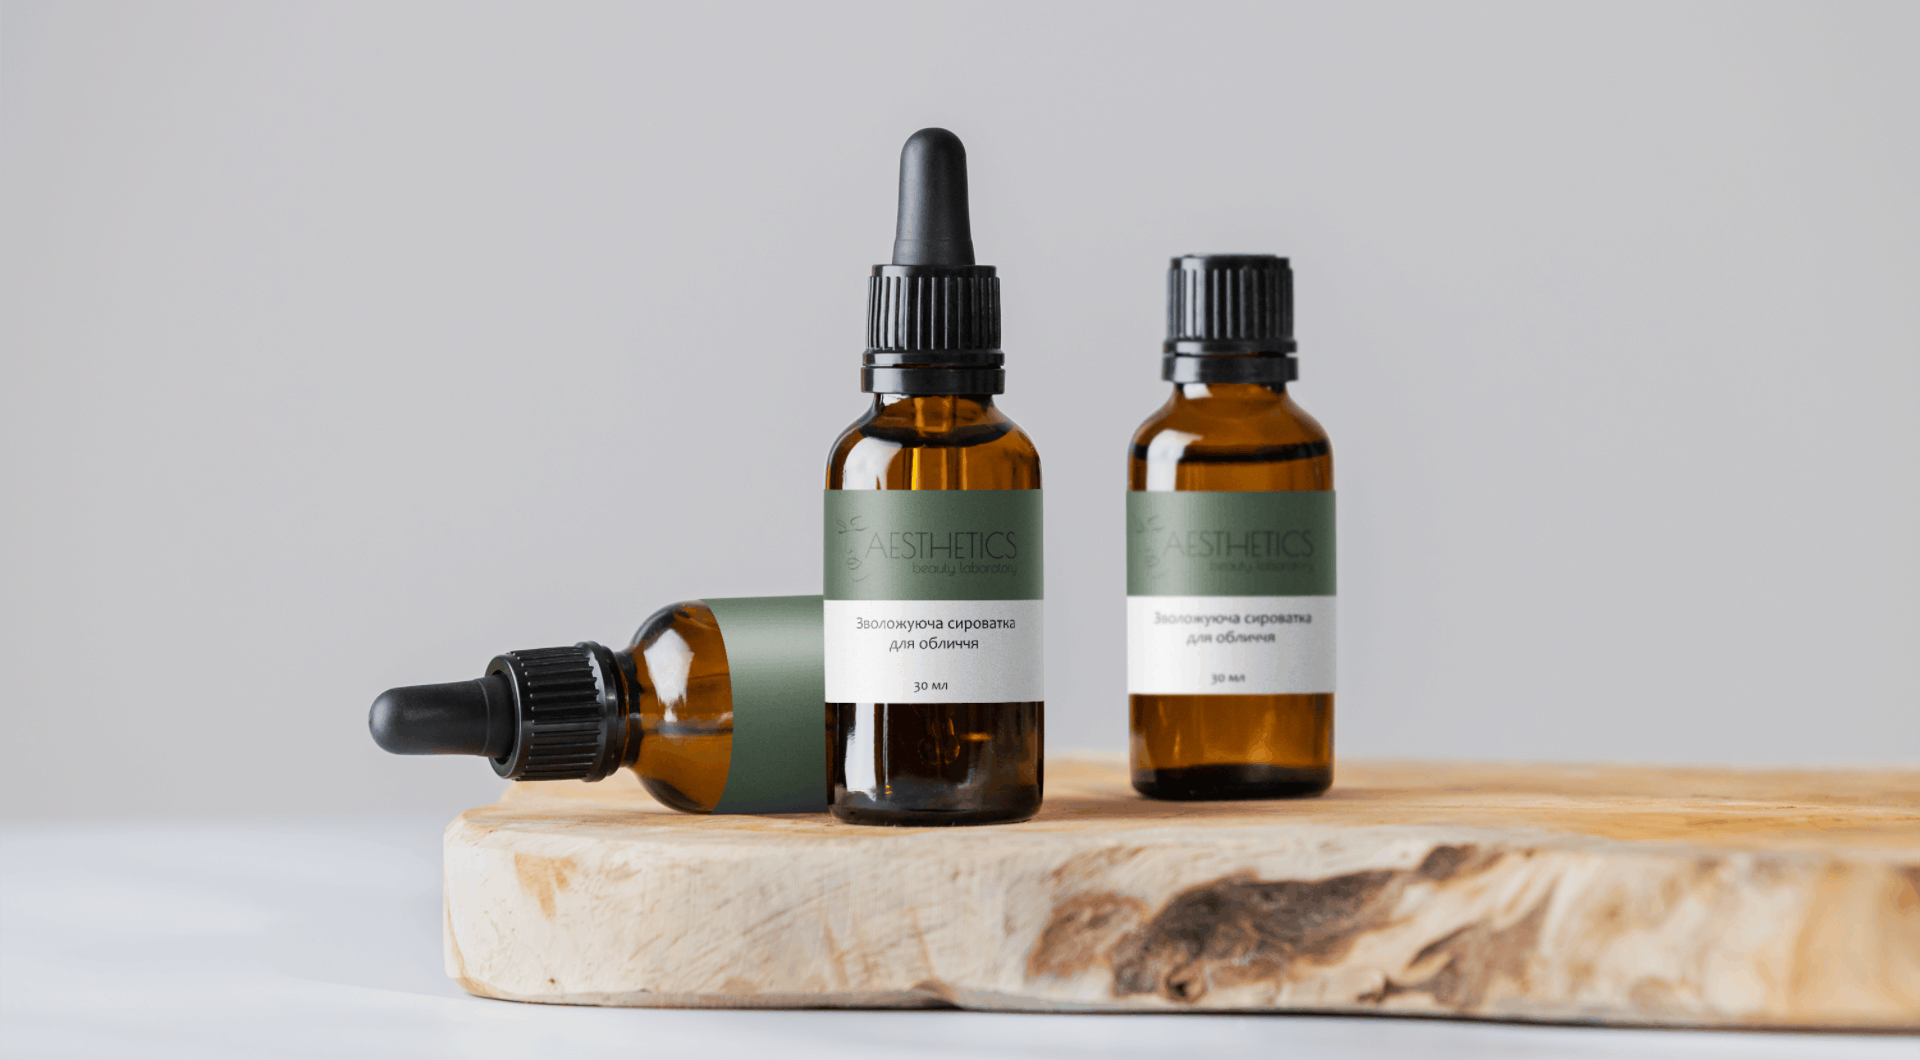 AESTHETICS
beauty laboratory
Зволожуюча сироватка
для обличчя
30 мл
AESTHETICS
beauty laboratory
Зволожуюча сироватка
для обличчя
30 мл